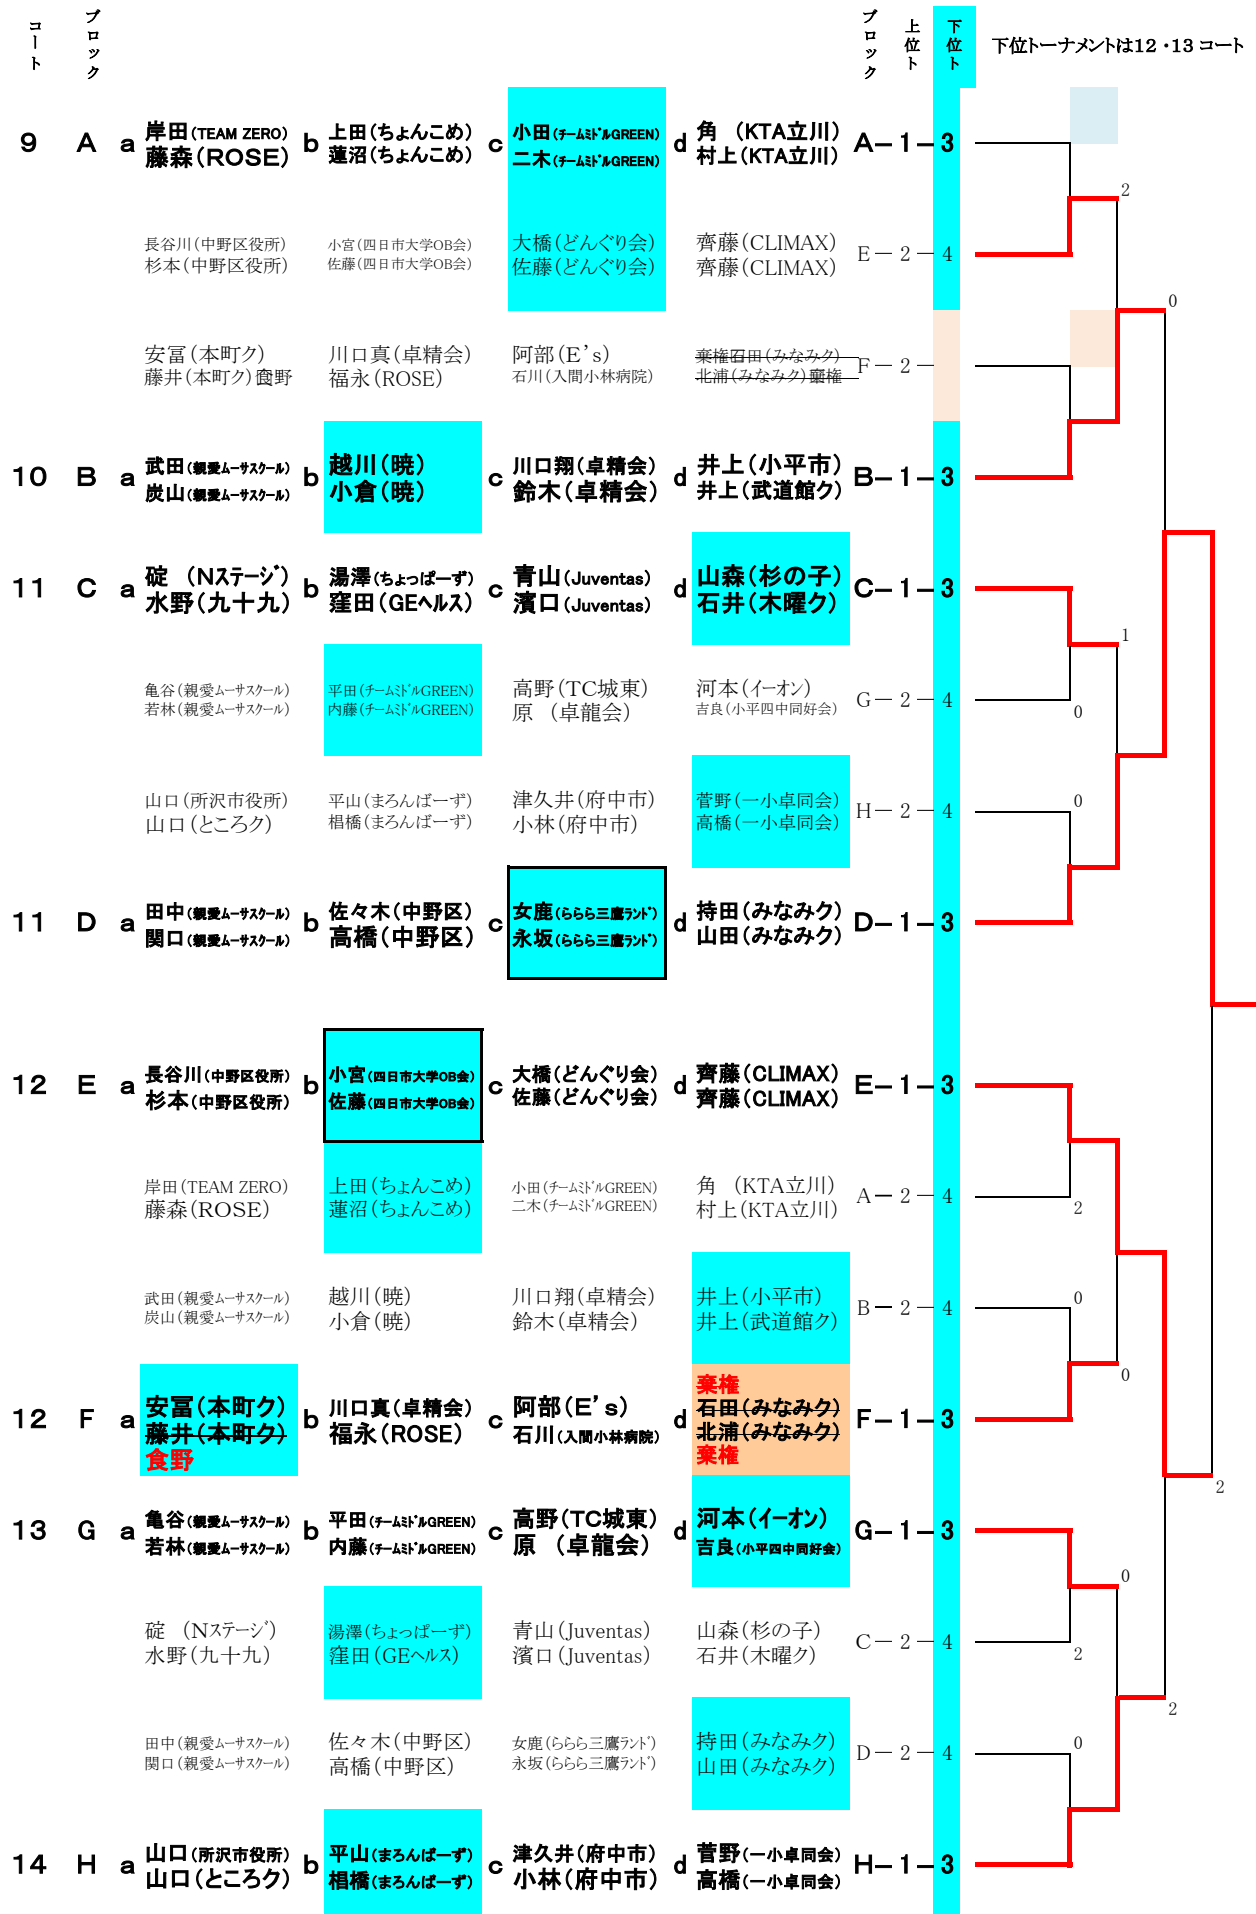 コート ブロック ブロック 上位ト 下位ト 下位トーナメントは12・13コート
9 A a 岸田(TEAM ZERO) b 上田(ちょんこめ) c 小田(チームミドルGREEN) d 角 (KTA立川) A－1－3
藤森(ROSE) 蓮沼(ちょんこめ) 二木(チームミドルGREEN) 村上(KTA立川)
2
長谷川(中野区役所) 小宮(四日市大学OB会) 大橋(どんぐり会) 齊藤(CLIMAX) E－2－4
杉本(中野区役所) 佐藤(四日市大学OB会) 佐藤(どんぐり会) 齊藤(CLIMAX)
0
安冨(本町ク) 川口真(卓精会) 阿部(E's) 棄権石田(みなみク) F－2－
藤井(本町ク)食野 福永(ROSE) 石川(入間小林病院) 北浦(みなみク)棄権
10 B a 武田(親愛ムーサスクール) b 越川(暁) c 川口翔(卓精会) d 井上(小平市) B－1－3
炭山(親愛ムーサスクール) 小倉(暁) 鈴木(卓精会) 井上(武道館ク)
11 C a 碇 (Nステージ) b 湯澤(ちょっぱーず) c 青山(Juventas) d 山森(杉の子) C－1－3
水野(九十九) 窪田(GEヘルス) 濱口(Juventas) 石井(木曜ク)
1
亀谷(親愛ムーサスクール) 平田(チームミドルGREEN) 高野(TC城東) 河本(イーオン) G－2－4
若林(親愛ムーサスクール) 内藤(チームミドルGREEN) 原 (卓龍会) 吉良(小平四中同好会)
0
山口(所沢市役所) 平山(まろんばーず) 津久井(府中市) 菅野(一小卓同会) H－2－4 0
山口(ところク) 椙橋(まろんばーず) 小林(府中市) 高橋(一小卓同会)
11 D a 田中(親愛ムーサスクール) b 佐々木(中野区) c 女鹿(ららら三鷹ランド) d 持田(みなみク) D－1－3
関口(親愛ムーサスクール) 高橋(中野区) 永坂(ららら三鷹ランド) 山田(みなみク)
12 E a 長谷川(中野区役所) b 小宮(四日市大学OB会) c 大橋(どんぐり会) d 齊藤(CLIMAX) E－1－3
杉本(中野区役所) 佐藤(四日市大学OB会) 佐藤(どんぐり会) 齊藤(CLIMAX)
岸田(TEAM ZERO) 上田(ちょんこめ) 小田(チームミドルGREEN) 角 (KTA立川) A－2－4
藤森(ROSE) 蓮沼(ちょんこめ) 二木(チームミドルGREEN) 村上(KTA立川)
2
武田(親愛ムーサスクール) 越川(暁) 川口翔(卓精会) 井上(小平市) B－2－4 0
炭山(親愛ムーサスクール) 小倉(暁) 鈴木(卓精会) 井上(武道館ク)
0
棄権
12 F a 安冨(本町ク) b 川口真(卓精会) c 阿部(E's) d 石田(みなみク) F－1－3
藤井(本町ク) 福永(ROSE) 石川(入間小林病院) 北浦(みなみク)
食野 棄権
2
13 G a 亀谷(親愛ムーサスクール) b 平田(チームミドルGREEN) c 高野(TC城東) d 河本(イーオン) G－1－3
若林(親愛ムーサスクール) 内藤(チームミドルGREEN) 原 (卓龍会) 吉良(小平四中同好会)
0
碇 (Nステージ) 湯澤(ちょっぱーず) 青山(Juventas) 山森(杉の子) C－2－4
水野(九十九) 窪田(GEヘルス) 濱口(Juventas) 石井(木曜ク)
2
2
田中(親愛ムーサスクール) 佐々木(中野区) 女鹿(ららら三鷹ランド) 持田(みなみク) D－2－4 0
関口(親愛ムーサスクール) 高橋(中野区) 永坂(ららら三鷹ランド) 山田(みなみク)
14 H a 山口(所沢市役所) b 平山(まろんばーず) c 津久井(府中市) d 菅野(一小卓同会) H－1－3
山口(ところク) 椙橋(まろんばーず) 小林(府中市) 高橋(一小卓同会)